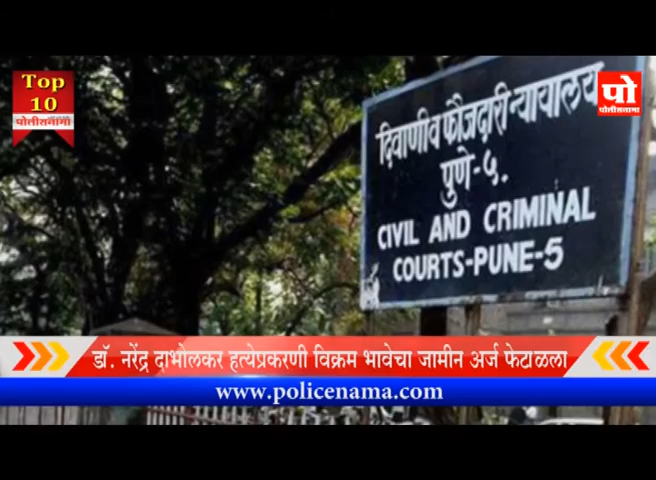 Top
10
पोलीसनामा
पो
पोलीसनामा
दिवाणी व फौजदारी न्यायालय
पुणे-५.
CIVIL AND CRIMINAL
COURTS-PUNE-5
डॉ. नरेंद्र दाभोलकर हत्येप्रकरणी विक्रम भावेचा जामीन अर्ज फेटाळला
www.policenama.com